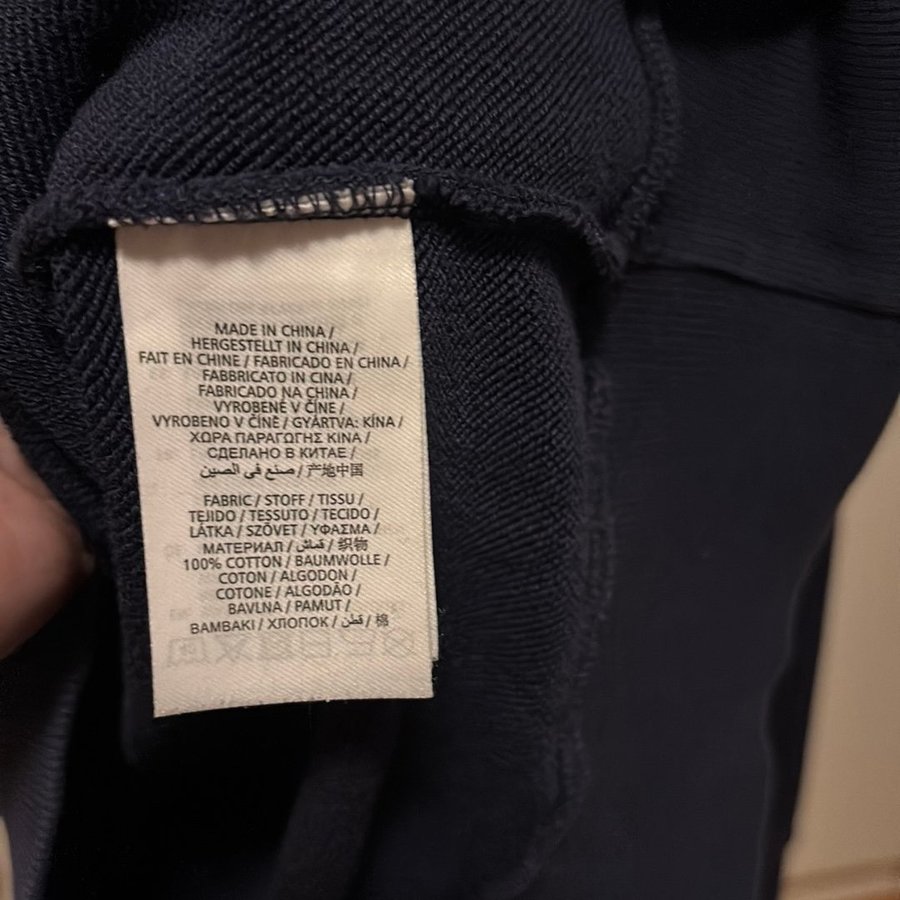 MADE IN CHINA /
HERGESTELLT IN CHINA /
FAIT EN CHINE / FABRICADO EN CHINA /
FABBRICATO IN CINA /
FABRICADO NA CHINA /
VYROBENÉ V ČÍNE /
VYROBENO V ČÍNĚ / GYÁRTVA: KÍNA /
ΧΩΡΑ ΠΑΡΑΓΩΓΗΣ ΚΙΝΑ /
СДЕЛАНО В КИТАЕ /
صنع في الصين / 产地中国
FABRIC / STOFF / TISSU /
TEJIDO / TESSUTO / TECIDO /
LÁTKA / SZÖVET / ΥΦΑΣΜΑ /
МАТЕРИАЛ / قماش / 织物
100% COTTON / BAUMWOLLE /
COTON / ALGODON /
COTONE / ALGODÃO /
BAVLNA / PAMUT /
ΒΑΜΒΑΚΙ / ХЛОПОК / قطن / 棉